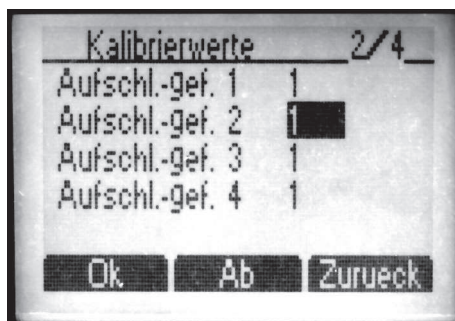 Kalibrierwerte 2/4
Aufschl.-gef. 1 1
Aufschl.-gef. 2 1
Aufschl.-gef. 3 1
Aufschl.-gef. 4 1
Ok Ab Zurueck